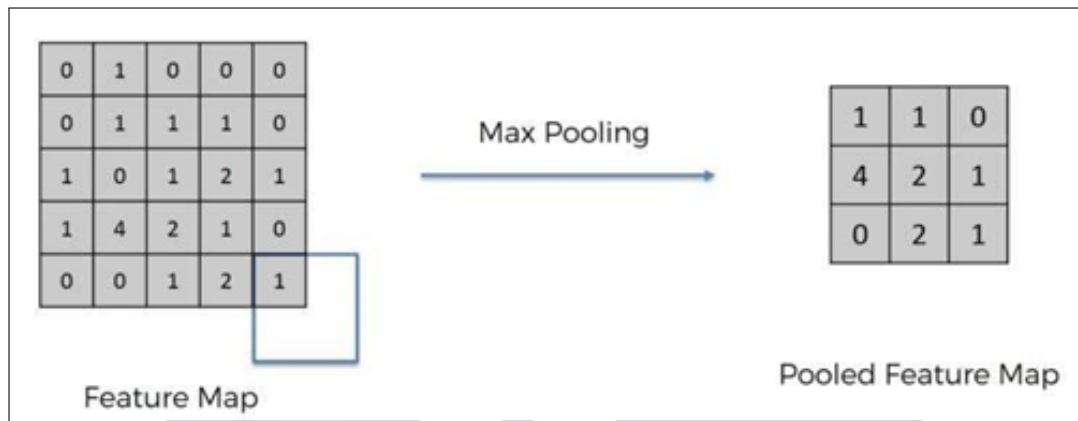 0 1 0 0 0
0 1 1 1 0
1 0 1 2 1
1 4 2 1 0
0 0 1 2 1
Feature Map
Max Pooling
1 1 0
4 2 1
0 2 1
Pooled Feature Map